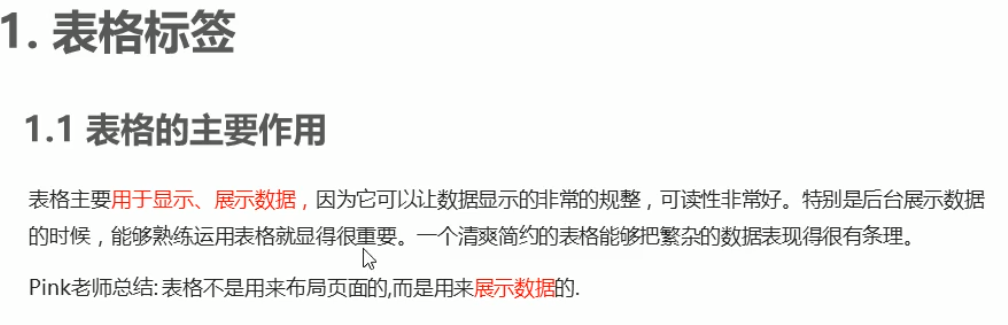 1. 表格标签
1.1 表格的主要作用
表格主要用于显示、展示数据，因为它可以让数据显示的非常的规整，可读性非常好。特别是后台展示数据
的时候，能够熟练运用表格就显得很重要。一个清爽简约的表格能够把繁杂的数据表现得很有条理。
Pink老师总结: 表格不是用来布局页面的,而是用来展示数据的.